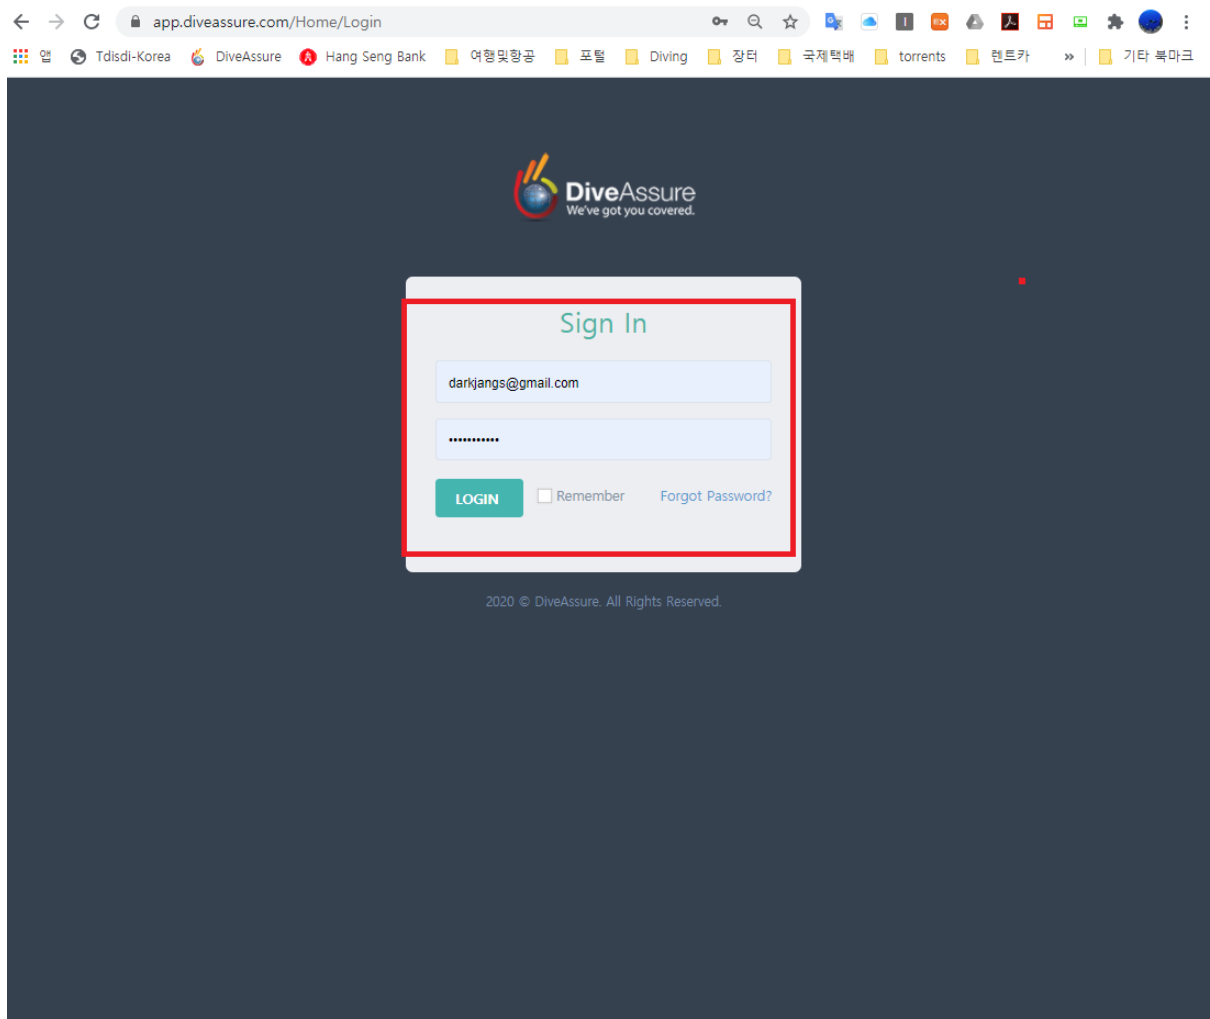 app.diveassure.com/Home/Login
앱 Tdisdi-Korea DiveAssure Hang Seng Bank 여행및항공 포털 Diving 장터 국제택배 torrents 렌트카 » 기타 북마크
DiveAssure
We've got you covered.
Sign In
darkjangs@gmail.com
•••••••••••
LOGIN Remember Forgot Password?
2020 © DiveAssure. All Rights Reserved.